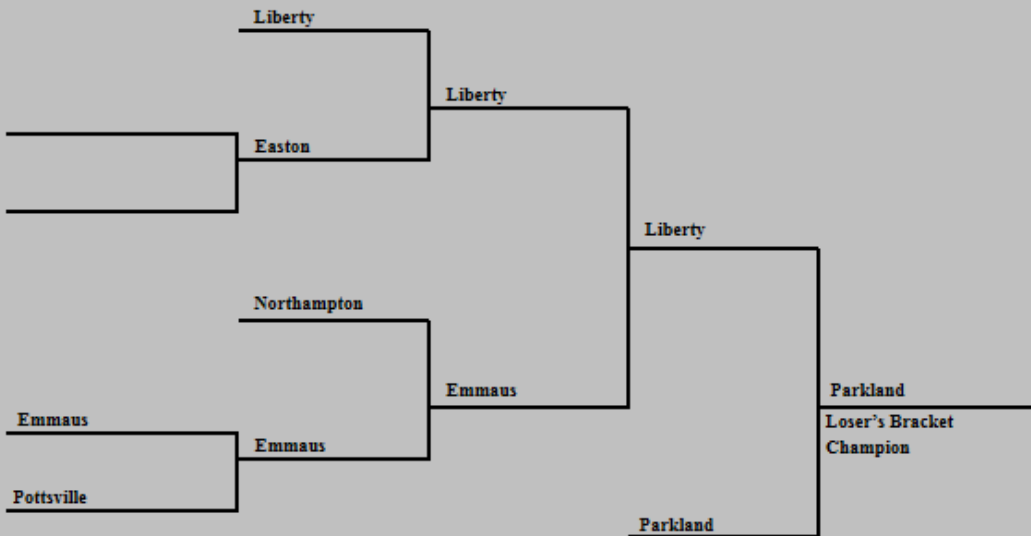 Liberty
Liberty
Easton
Liberty
Northampton
Emmaus
Parkland
Loser's Bracket
Champion
Emmaus
Emmaus
Pottsville
Parkland